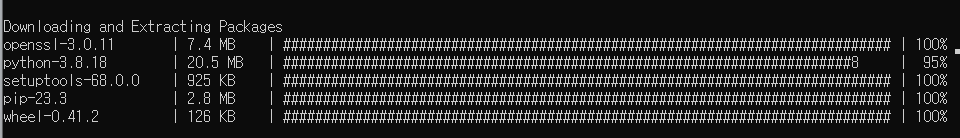 Downloading and Extracting Packages
openssl-3.0.11       | 7.4 MB    | ############################################################################ | 100%
python-3.8.18        | 20.5 MB   | #######################################################################8     |  95%
setuptools-68.0.0    | 925 KB    | ############################################################################ | 100%
pip-23.3             | 2.8 MB    | ############################################################################ | 100%
wheel-0.41.2         | 126 KB    | ############################################################################ | 100%